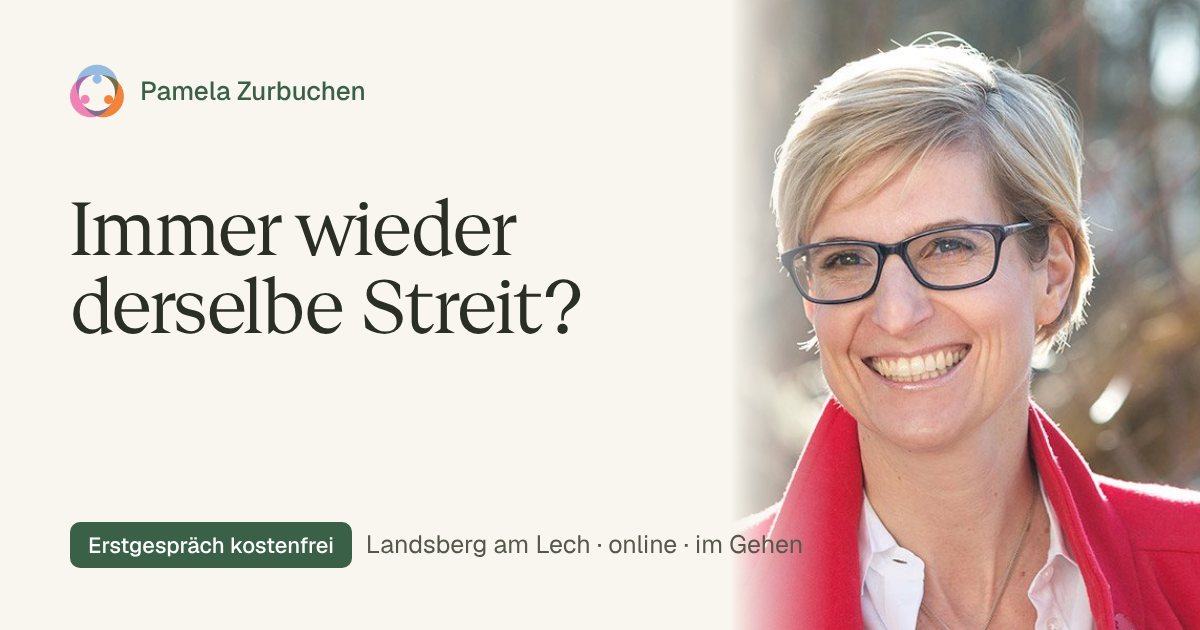 Pamela Zurbuchen
Immer wieder
derselbe Streit?
Erstgespräch kostenfrei
Landsberg am Lech · online · im Gehen